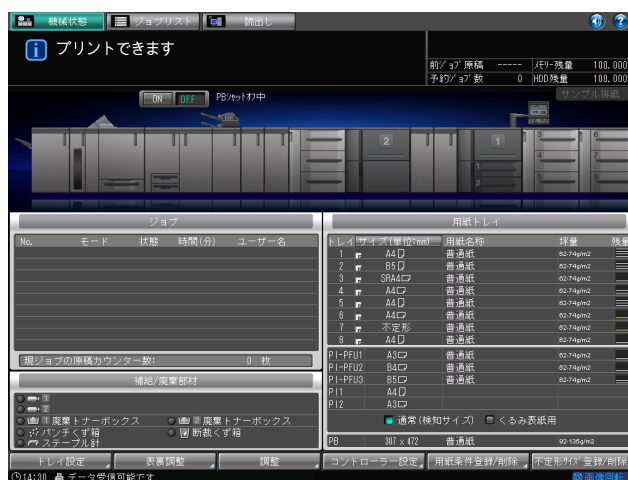 機械状態 ジョブリスト 読出し
プリントできます
前ジョブ原稿 ----- メモリー残量 100.000
予約ジョブ数 0 HDD残量 100.000
ON OFF PBシャットオフ中 サンプル排紙
2 1 3 6
4 7
1
2 5 8
ジョブ
No. モード 状態 時間(分) ユーザー名
現ジョブの原稿カウンター数: 0 枚
補給/廃棄部材
1
2
1 廃棄トナーボックス 2 廃棄トナーボックス
パンチくず箱 断裁くず箱
ステープル針
用紙トレイ
トレイ サイズ(単位:mm) 用紙名称 坪量 残量
1 A4 普通紙 62-74g/m2
2 B5 普通紙 62-74g/m2
3 SRA4 普通紙 62-74g/m2
4 A4 普通紙 62-74g/m2
5 A4 普通紙 62-74g/m2
6 A4 普通紙 62-74g/m2
7 不定形 普通紙 62-74g/m2
8 A4 普通紙 62-74g/m2
PI-PFU1 A3 普通紙 62-74g/m2
PI-PFU2 B4 普通紙 62-74g/m2
PI-PFU3 B5 普通紙 62-74g/m2
PI1 A4
PI2 A3
通常(検知サイズ) くるみ表紙用
PB 307 × 472 普通紙 92-135g/m2
トレイ設定 表裏調整 調整 コントローラー設定 用紙条件登録/削除 不定形サイズ登録/削除
14:30 データ受信可能です 画像回転